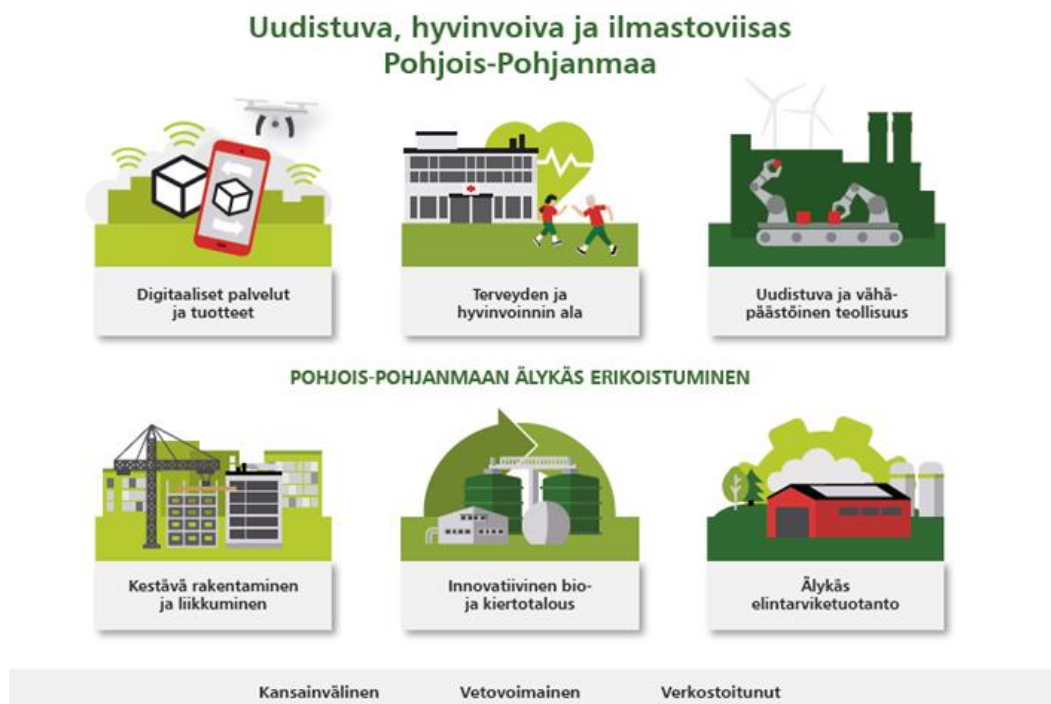 Uudistuva, hyvinvoiva ja ilmastoviisas
Pohjois-Pohjanmaa
Digitaaliset palvelut
ja tuotteet
Terveyden ja
hyvinvoinnin ala
Uudistuva ja vähä-
päästöinen teollisuus
POHJOIS-POHJANMAAN ÄLYKÄS ERIKOISTUMINEN
Kestävä rakentaminen
ja liikkuminen
Innovatiivinen bio-
ja kiertotalous
Älykäs
elintarviketuotanto
Kansainvälinen Vetovoimainen Verkostoitunut